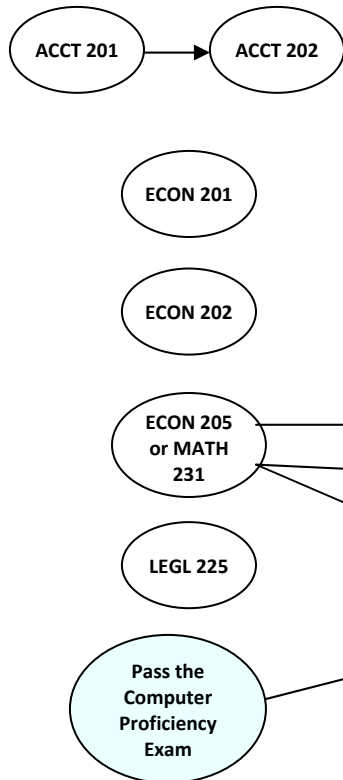 ACCT 201
ACCT 202
ECON 201
ECON 202
ECON 205
or MATH
231
LEGL 225
Pass the
Computer
Proficiency
Exam